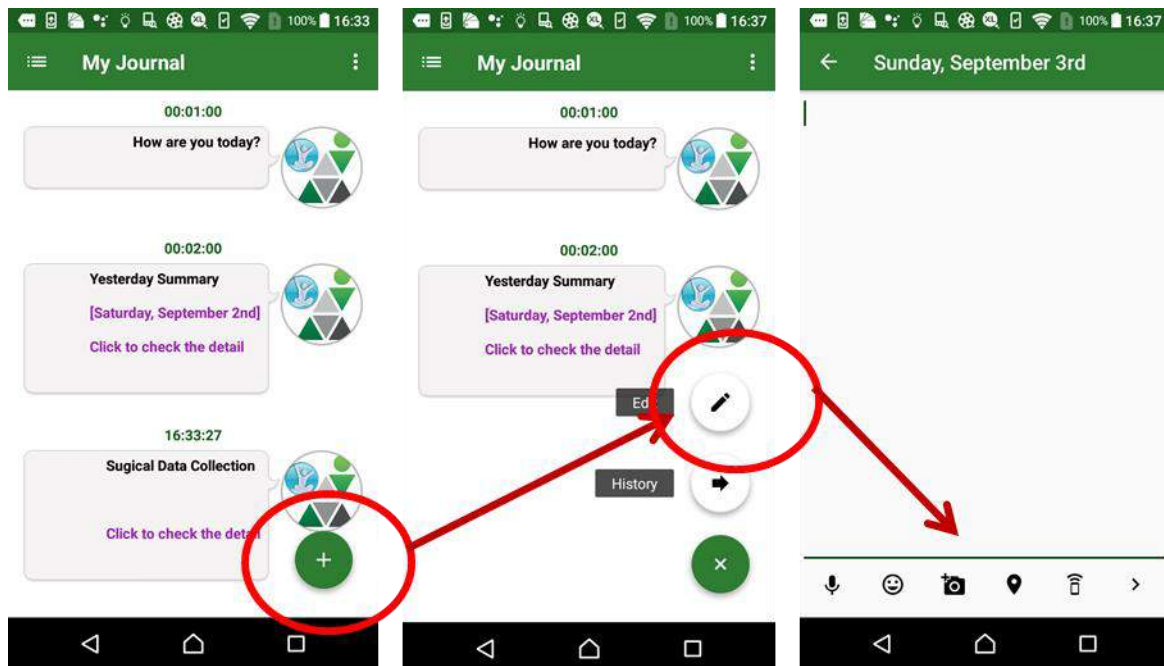 100% 16:33
My Journal
00:01:00
How are you today?
00:02:00
Yesterday Summary
[Saturday, September 2nd]
Click to check the detail
16:33:27
Sugical Data Collection
Click to check the detail
+
XL 100% 16:37
My Journal
00:01:00
How are you today?
00:02:00
Yesterday Summary
[Saturday, September 2nd]
Click to check the detail
History
×
XL 100% 16:37
Sunday, September 3rd